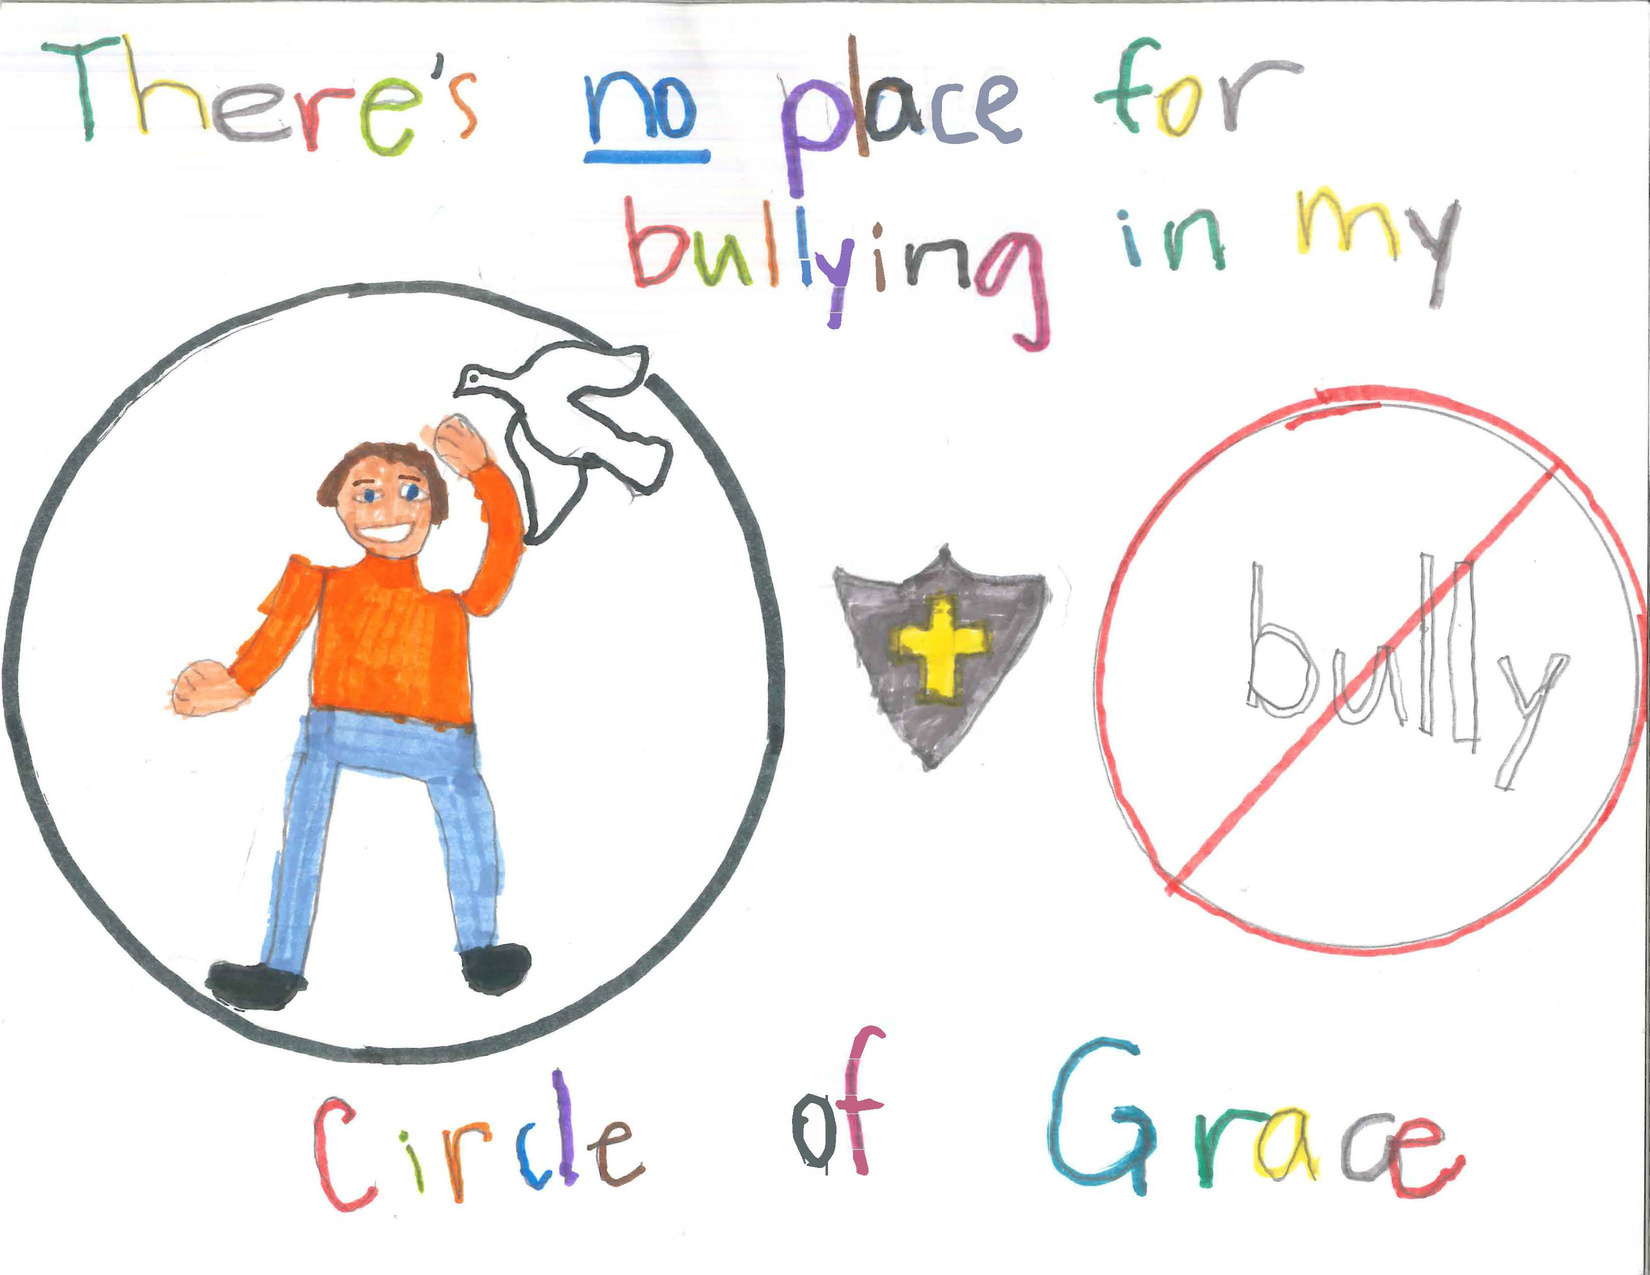 There's no place for
bullying in my
bully
Circle of Grace